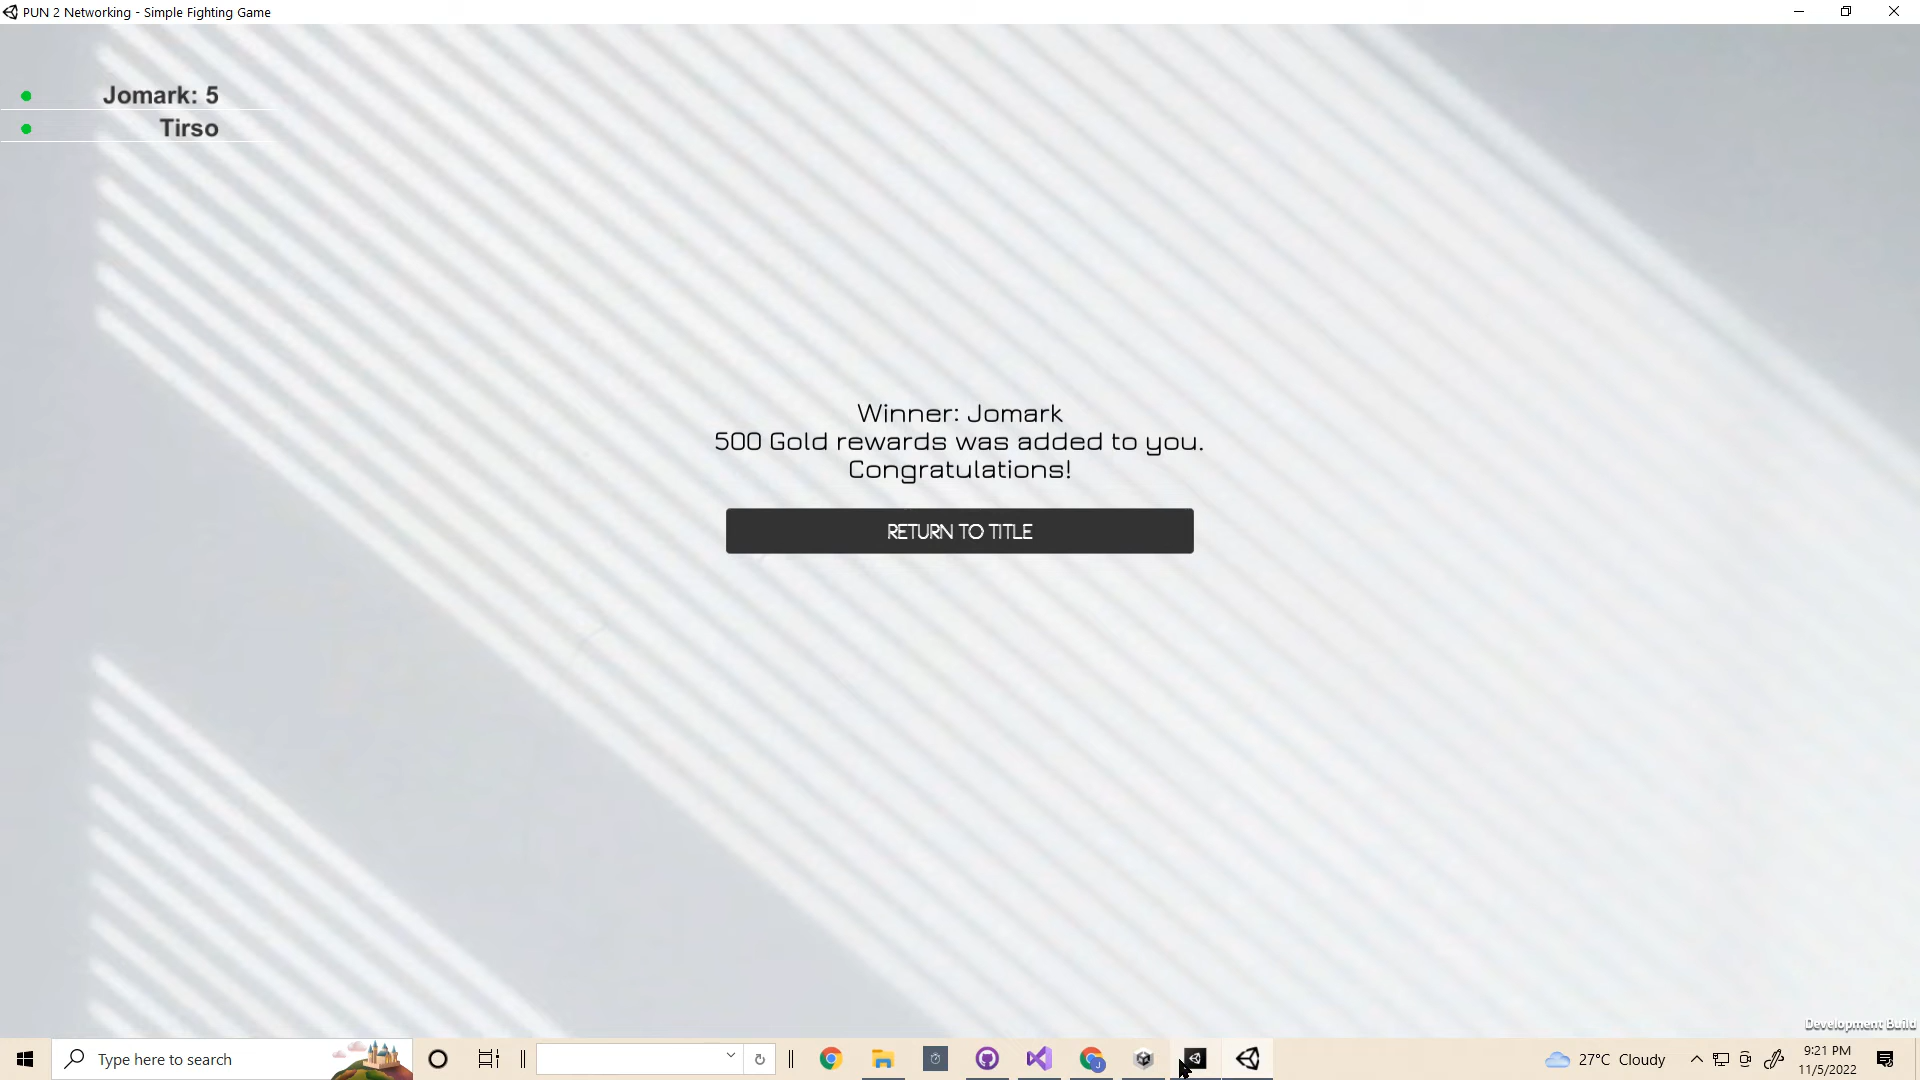 PUN 2 Networking - Simple Fighting Game
Jomark: 5
Tirso
Winner: Jomark
500 Gold rewards was added to you.
Congratulations!
RETURN TO TITLE
Development Build
Type here to search
27°C Cloudy
9:21 PM
11/5/2022